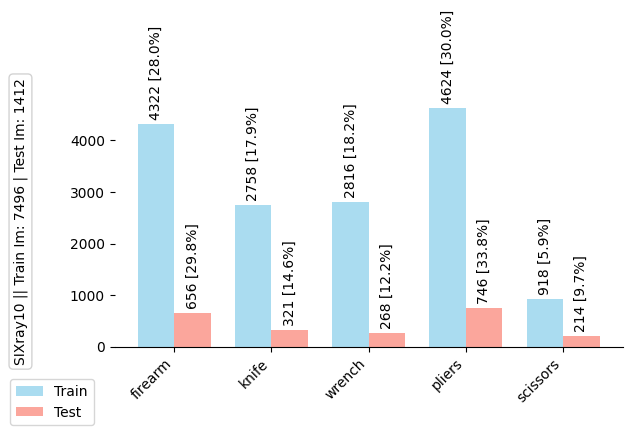 SIXray10 || Train Im: 7496 | Test Im: 1412
4000
3000
2000
1000
0
4322 [28.0%]
656 [29.8%]
2758 [17.9%]
321 [14.6%]
2816 [18.2%]
268 [12.2%]
4624 [30.0%]
746 [33.8%]
918 [5.9%]
214 [9.7%]
firearm
knife
wrench
pliers
scissors
Train
Test